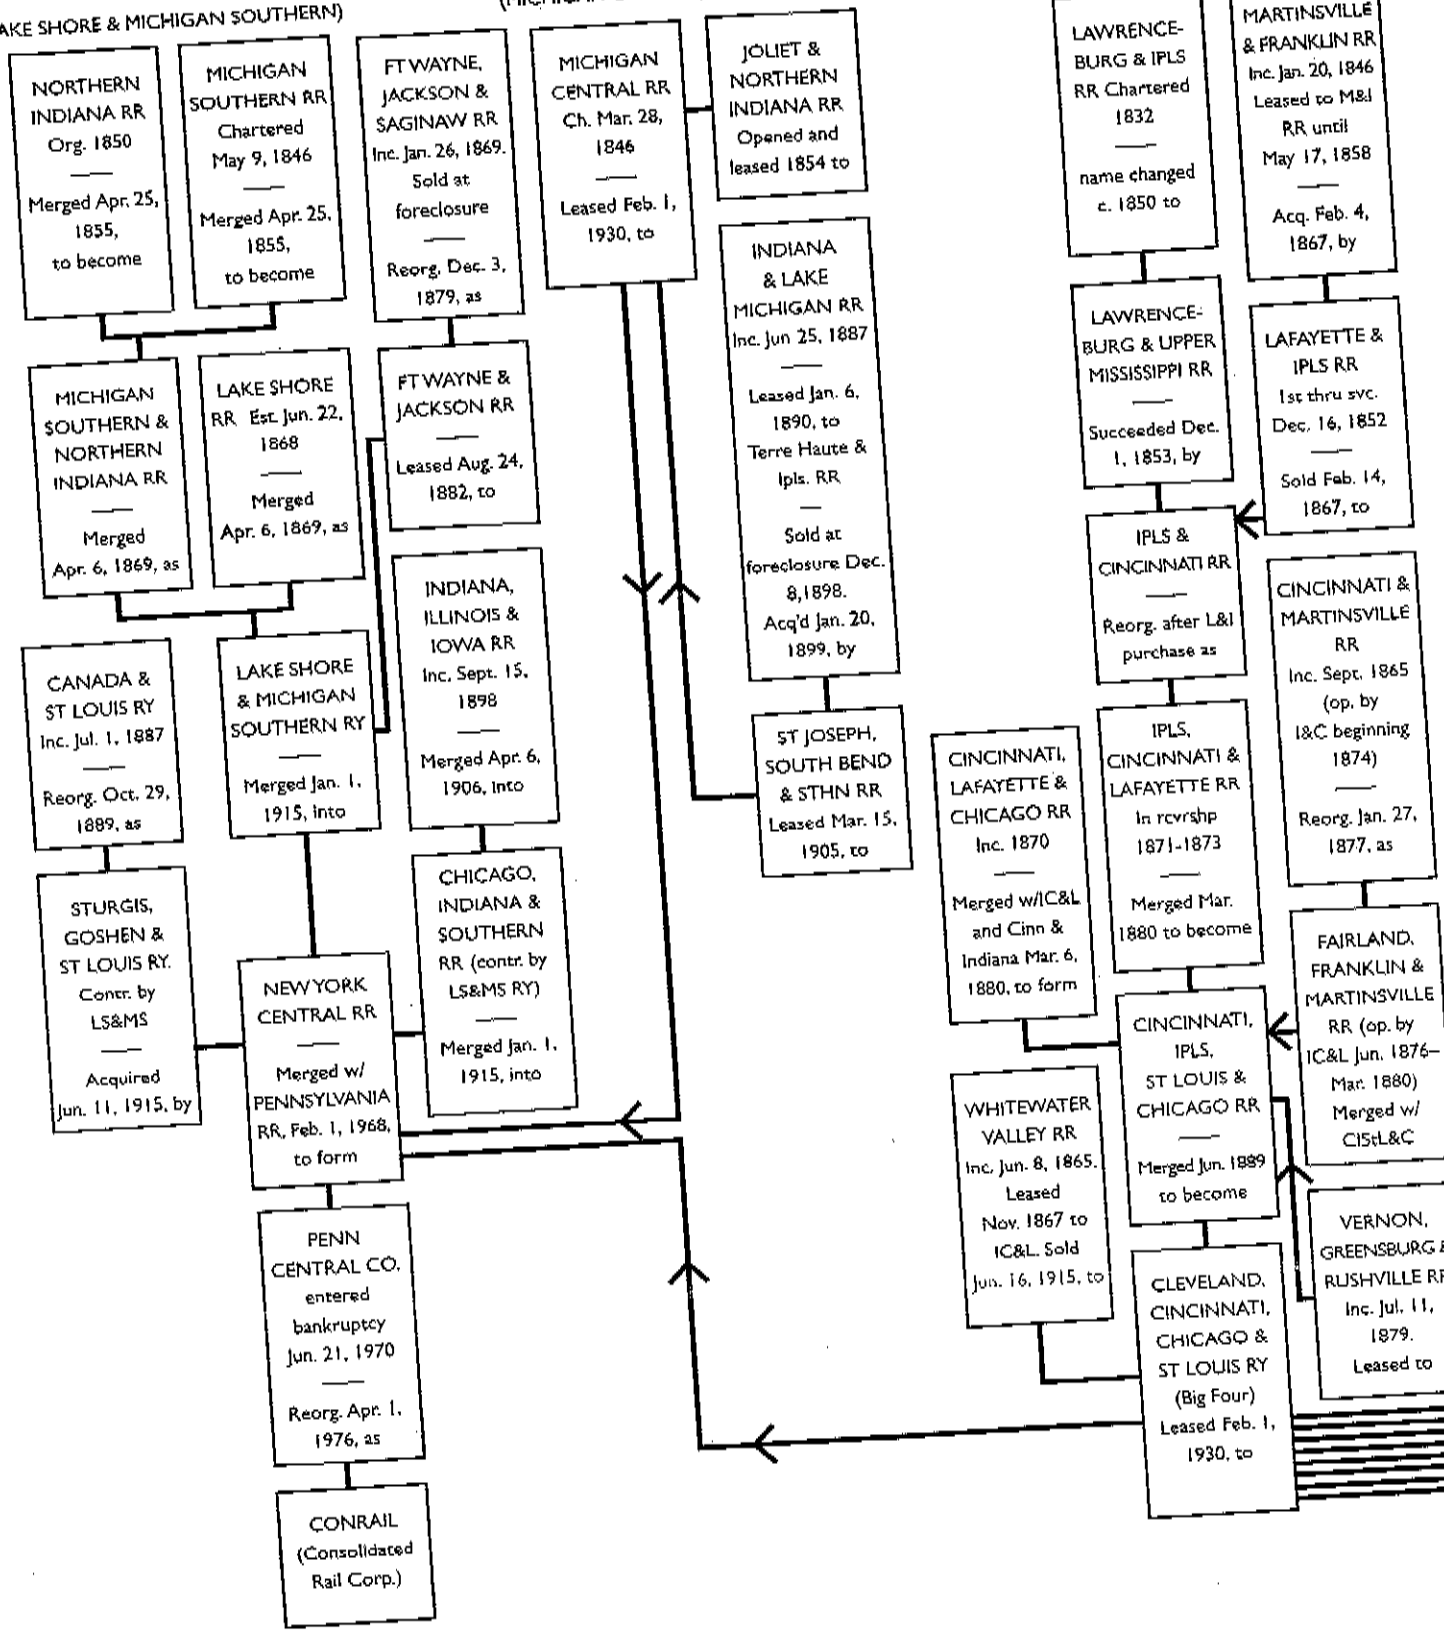 AKE SHORE & MICHIGAN SOUTHERN)
NORTHERN
INDIANA RR
Org. 1850
Merged Apr. 25,
1855,
to become
MICHIGAN
SOUTHERN RR
Chartered
May 9, 1846
Merged Apr. 25,
1855,
to become
FT WAYNE,
JACKSON &
SAGINAW RR
Inc. Jan. 26, 1869.
Sold at
foreclosure
Reorg. Dec. 3,
1879, as
MICHIGAN
CENTRAL RR
Ch. Mar. 28,
1846
Leased Feb. 1,
1930, to
JOLIET &
NORTHERN
INDIANA RR
Opened and
leased 1854 to
INDIANA
& LAKE
MICHIGAN RR
Inc. Jun 25, 1887
Leased Jan. 6,
1890, to
Terre Haute &
Ipls. RR
Sold at
foreclosure Dec.
8,1898.
Acq'd Jan. 20,
1899, by
LAWRENCE-
BURG & IPLS
RR Chartered
1832
name changed
c. 1850 to
MARTINSVILLE
& FRANKLIN RR
Inc. Jan. 20, 1846
Leased to M&I
RR until
May 17, 1858
Acq. Feb. 4,
1867, by
LAWRENCE-
BURG & UPPER
MISSISSIPPI RR
Succeeded Dec.
1, 1853, by
LAFAYETTE &
IPLS RR
1st thru svc.
Dec. 16, 1852
Sold Feb. 14,
1867, to
MICHIGAN
SOUTHERN &
NORTHERN
INDIANA RR
Merged
Apr. 6, 1869, as
LAKE SHORE
RR Est. Jun. 22,
1868
Merged
Apr. 6, 1869, as
FT WAYNE &
JACKSON RR
Leased Aug. 24,
1882, to
INDIANA,
ILLINOIS &
IOWA RR
Inc. Sept. 15,
1898
Merged Apr. 6,
1906, into
IPLS &
CINCINNATI RR
Reorg. after L&I
purchase as
CINCINNATI &
MARTINSVILLE
RR
Inc. Sept. 1865
(op. by
I&C beginning
1874)
Reorg. Jan. 27,
1877, as
CANADA &
ST LOUIS RY
Inc. Jul. 1, 1887
Reorg. Oct. 29,
1889, as
LAKE SHORE
& MICHIGAN
SOUTHERN RY
Merged Jan. 1,
1915, into
ST JOSEPH,
SOUTH BEND
& STHN RR
Leased Mar. 15,
1905, to
CINCINNATI,
LAFAYETTE &
CHICAGO RR
Inc. 1870
Merged w/IC&L
and Cinn &
Indiana Mar. 6,
1880, to form
IPLS,
CINCINNATI &
LAFAYETTE RR
In rcvrshp
1871-1873
Merged Mar.
1880 to become
STURGIS,
GOSHEN &
ST LOUIS RY.
Contr. by
LS&MS
Acquired
Jun. 11, 1915, by
NEW YORK
CENTRAL RR
Merged w/
PENNSYLVANIA
RR, Feb. 1, 1968,
to form
CHICAGO,
INDIANA &
SOUTHERN
RR (contr. by
LS&MS RY)
Merged Jan. 1,
1915, into
CINCINNATI,
IPLS,
ST LOUIS &
CHICAGO RR
Merged Jun. 1889
to become
FAIRLAND,
FRANKLIN &
MARTINSVILLE
RR (op. by
IC&L Jun. 1876–
Mar. 1880)
Merged w/
CIStL&C
WHITEWATER
VALLEY RR
Inc. Jun. 8, 1865.
Leased
Nov. 1867 to
IC&L. Sold
Jun. 16, 1915, to
VERNON,
GREENSBURG &
RUSHVILLE RR
Inc. Jul. 11,
1879.
Leased to
PENN
CENTRAL CO,
entered
bankruptcy
Jun. 21, 1970
Reorg. Apr. 1,
1976, as
CLEVELAND,
CINCINNATI,
CHICAGO &
ST LOUIS RY
(Big Four)
Leased Feb. 1,
1930, to
CONRAIL
(Consolidated
Rail Corp.)